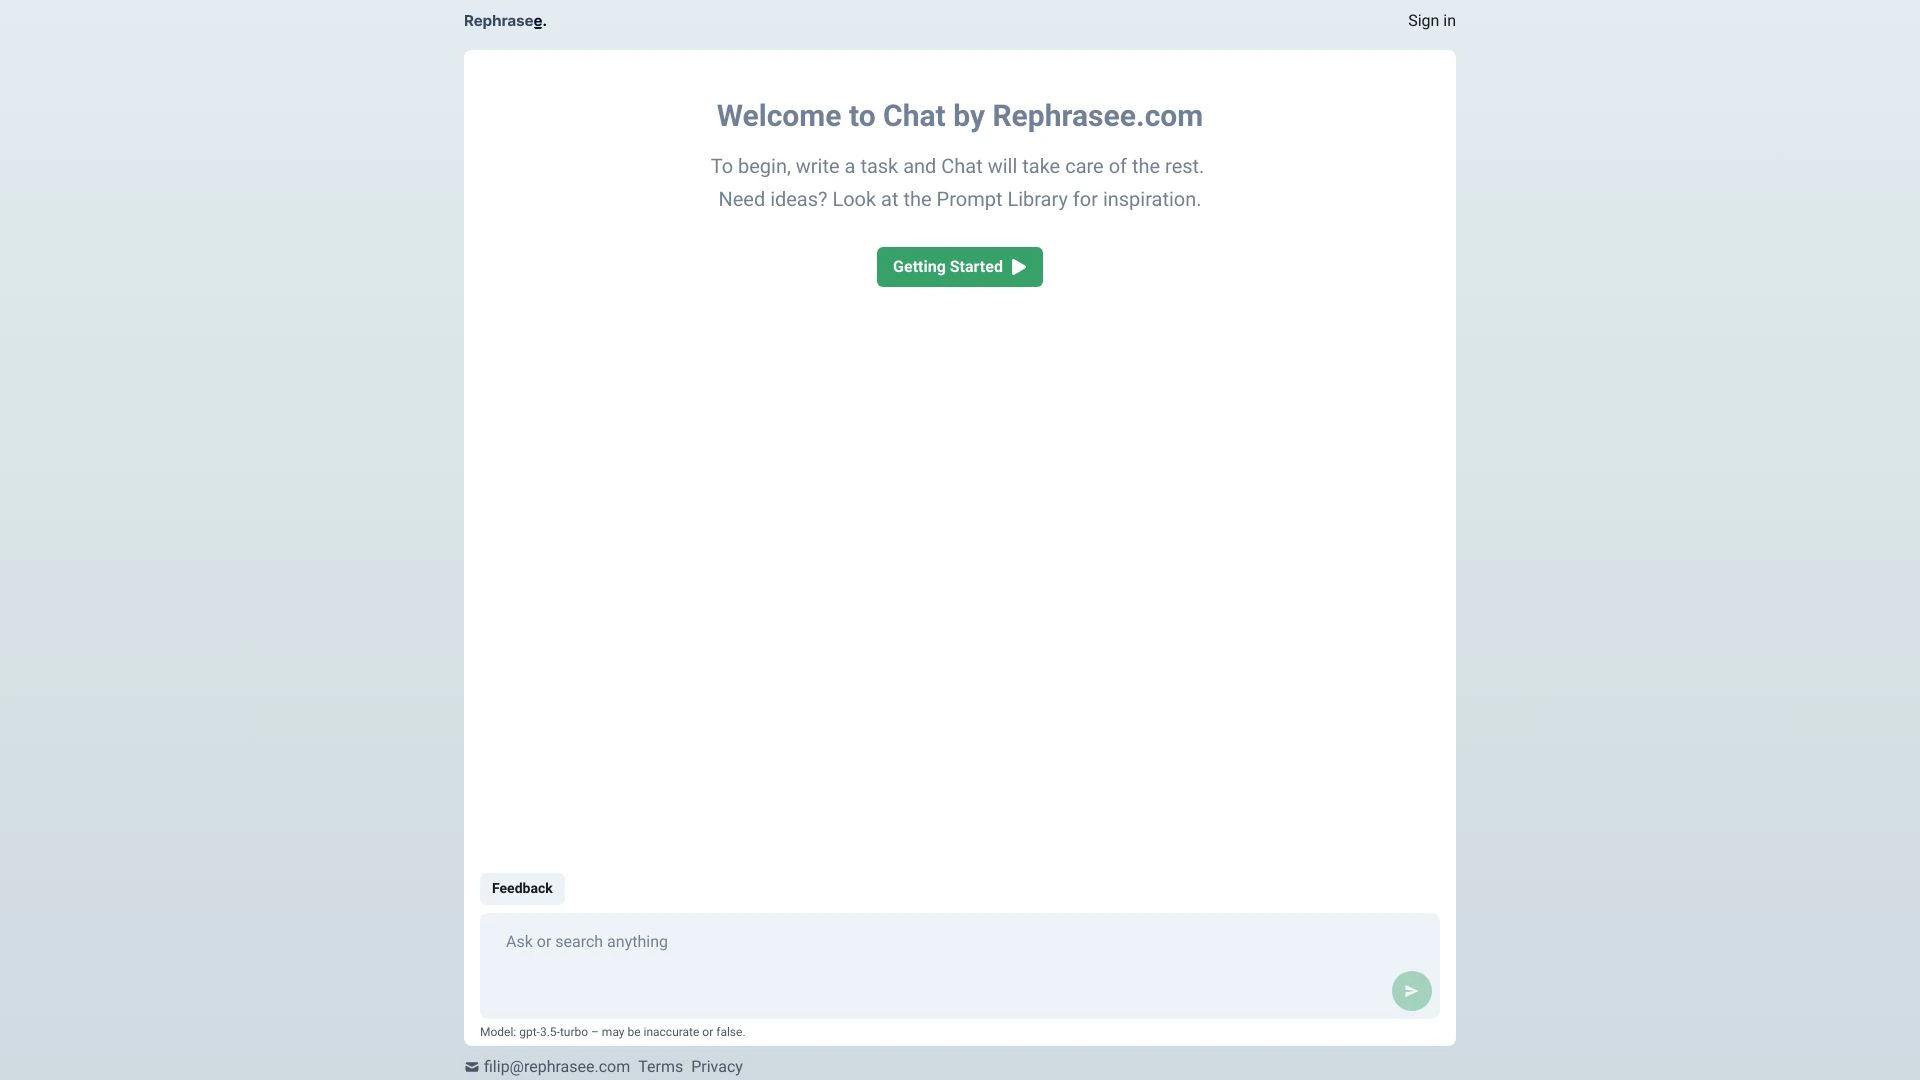 Rephrasee.
Sign in
Welcome to Chat by Rephrasee.com
To begin, write a task and Chat will take care of the rest.
Need ideas? Look at the Prompt Library for inspiration.
Getting Started
Feedback
Ask or search anything
Model: gpt-3.5-turbo – may be inaccurate or false.
filip@rephrasee.com Terms Privacy